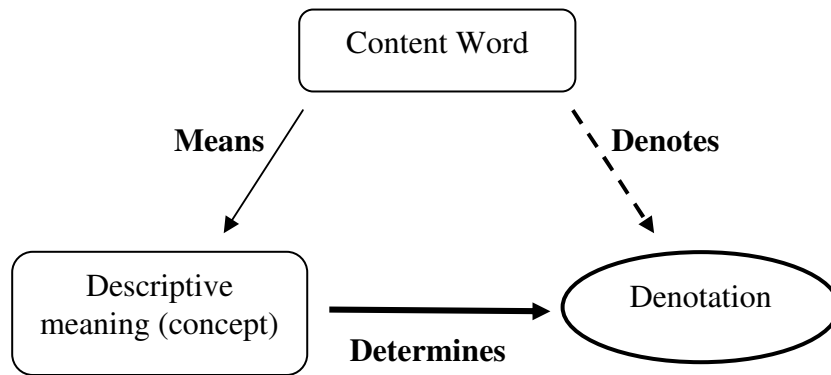 Content Word
Means
Denotes
Descriptive
meaning (concept)
Denotation
Determines